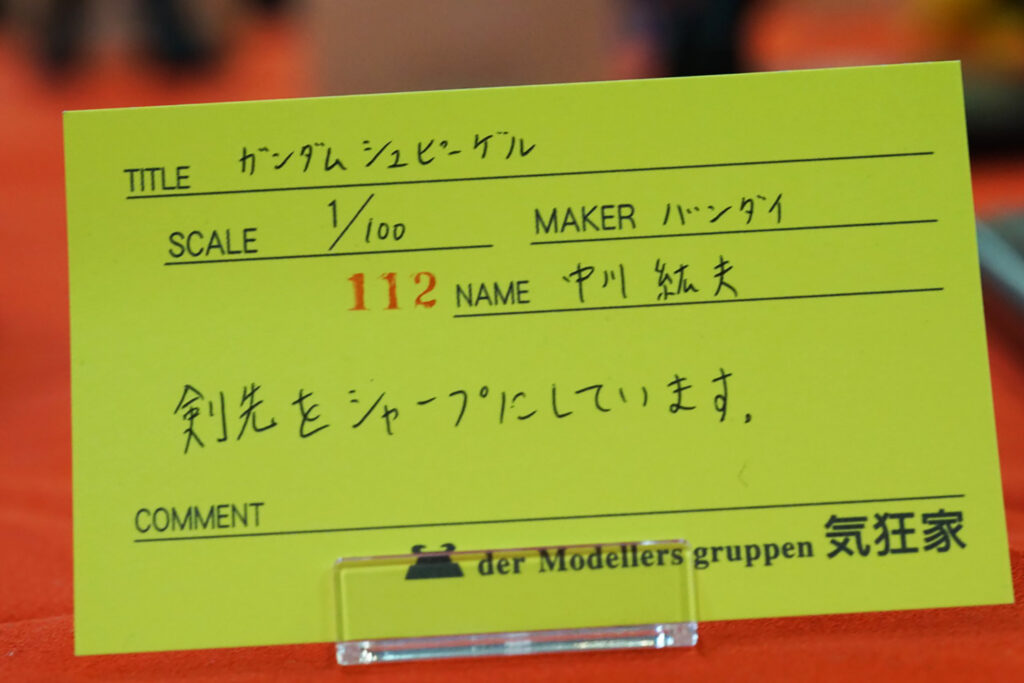 TITLE ガンダムシュピーゲル
SCALE 1/100 MAKER バンダイ
112 NAME 中川 紘夫
剣先をシャープにしています。
COMMENT
der Modellers gruppen 気狂家